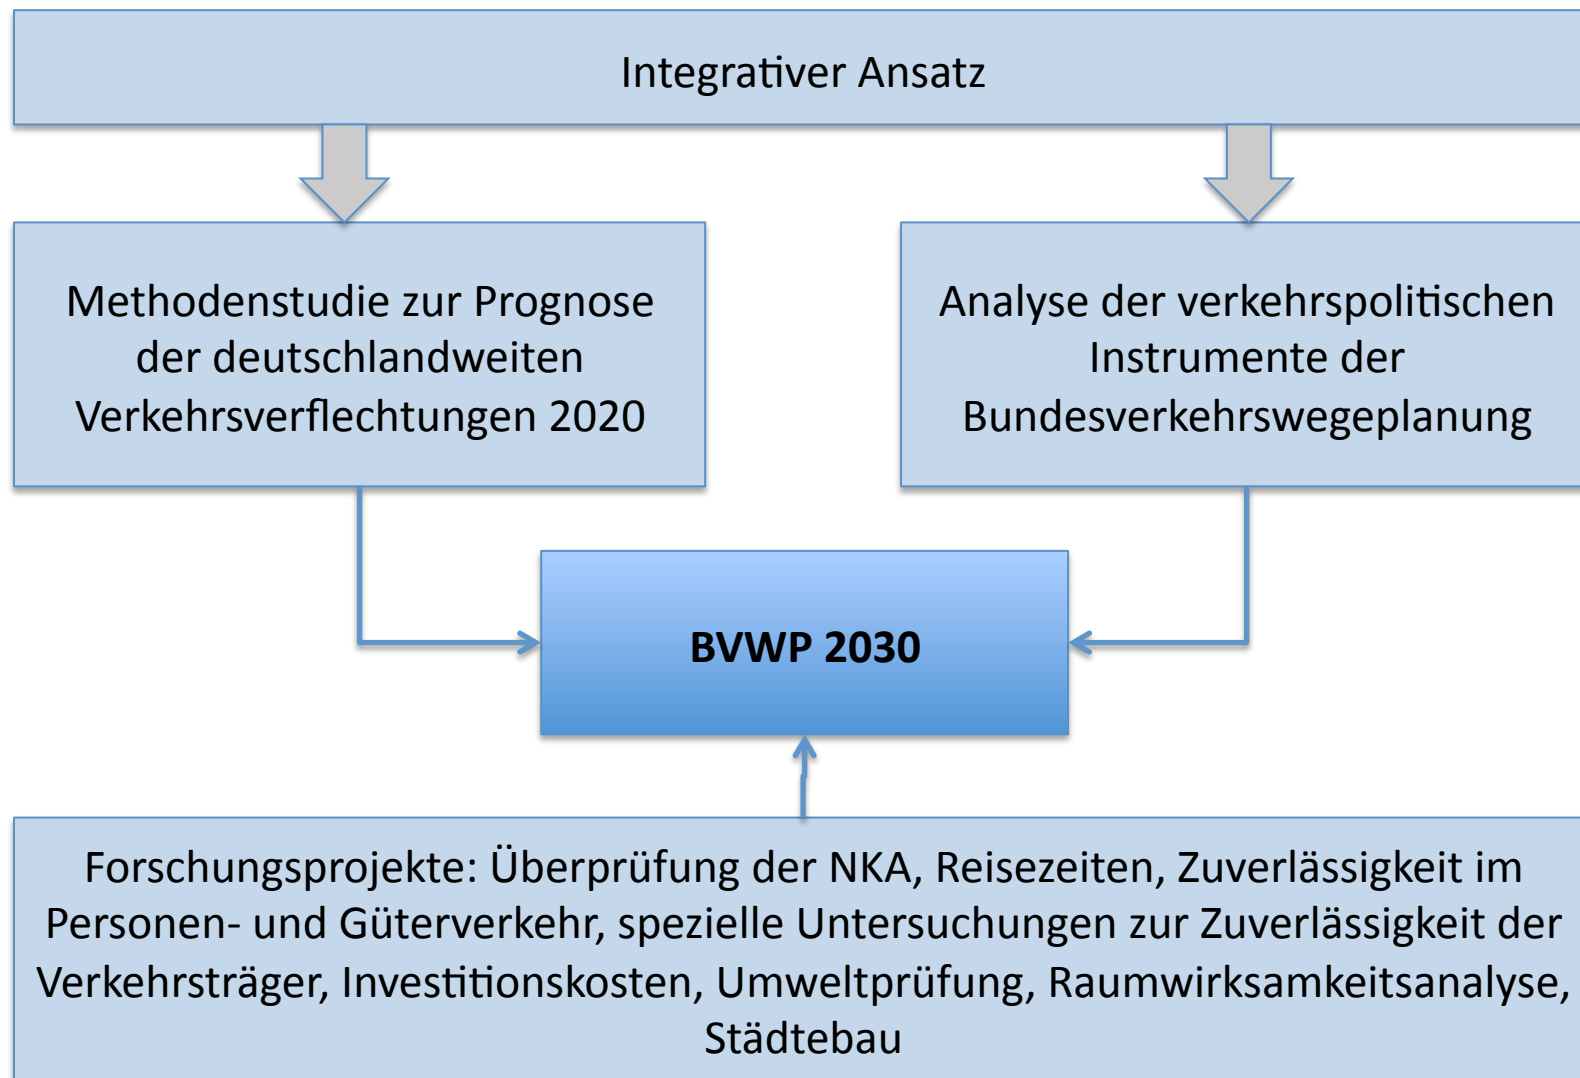 Integrativer Ansatz
Methodenstudie zur Prognose
der deutschlandweiten
Verkehrsverflechtungen 2020
Analyse der verkehrspolitischen
Instrumente der
Bundesverkehrswegeplanung
BVWP 2030
Forschungsprojekte: Überprüfung der NKA, Reisezeiten, Zuverlässigkeit im
Personen- und Güterverkehr, spezielle Untersuchungen zur Zuverlässigkeit der
Verkehrsträger, Investitionskosten, Umweltprüfung, Raumwirksamkeitsanalyse,
Städtebau